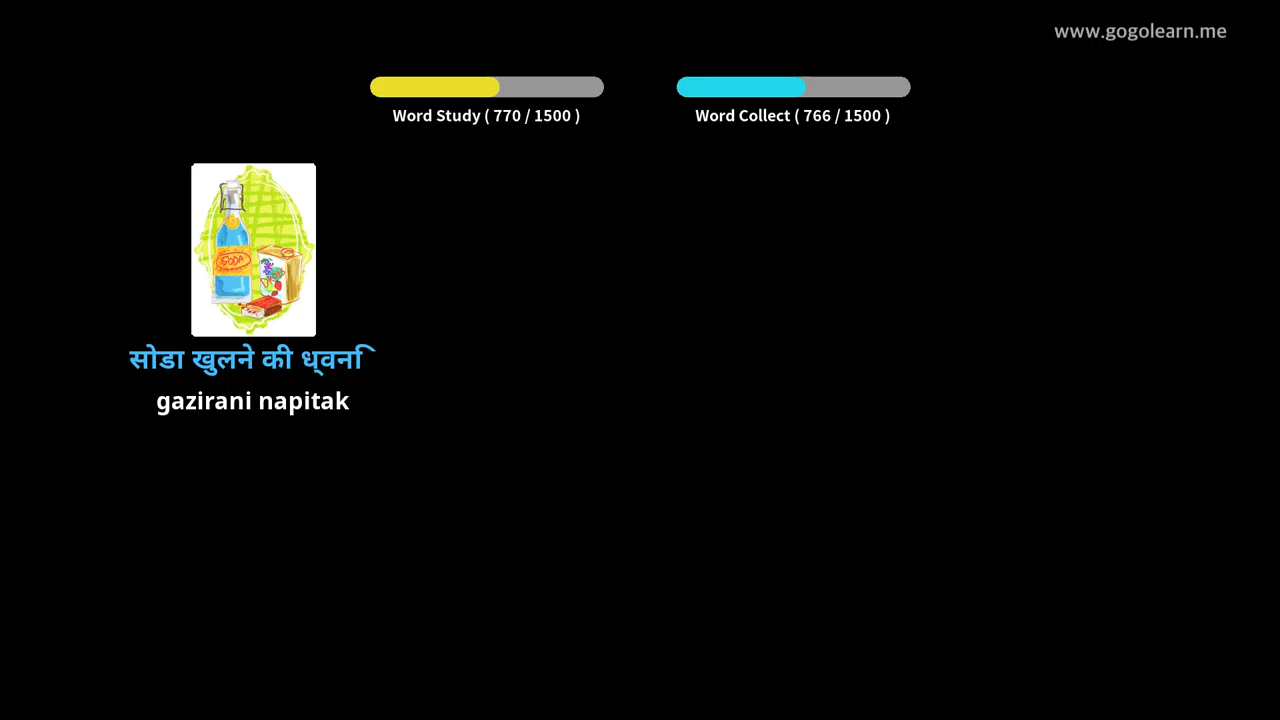 www.gogolearn.me
Word Study ( 770 / 1500 )
Word Collect ( 766 / 1500 )
SODA
सोडा खुलने की ध्वनि
gazirani napitak